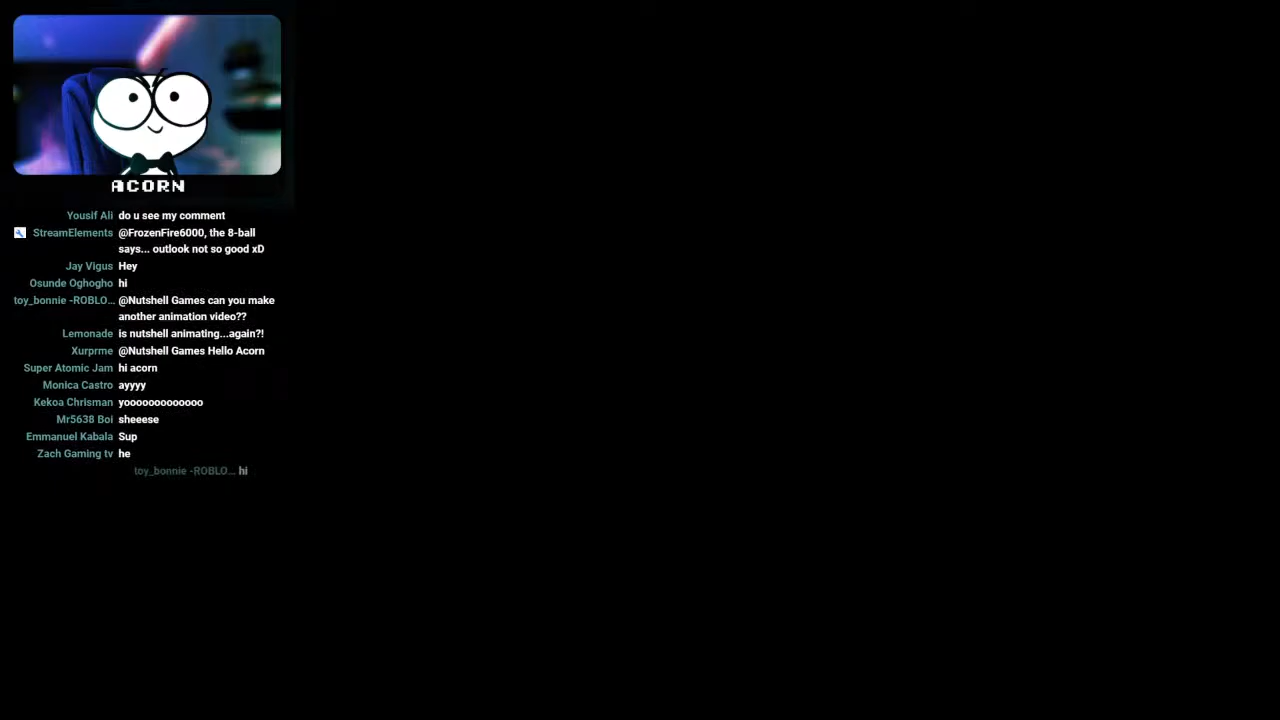 ACORN
Yousif Ali do u see my comment
StreamElements @FrozenFire6000, the 8-ball
says... outlook not so good xD
Jay Vigus Hey
Osunde Oghogho hi
toy_bonnie -ROBLO... @Nutshell Games can you make
another animation video??
Lemonade is nutshell animating...again?!
Xurprme @Nutshell Games Hello Acorn
Super Atomic Jam hi acorn
Monica Castro ayyyy
Kekoa Chrisman yooooooooooooo
Mr5638 Boi sheeese
Emmanuel Kabala Sup
Zach Gaming tv he
toy_bonnie -ROBLO... hi